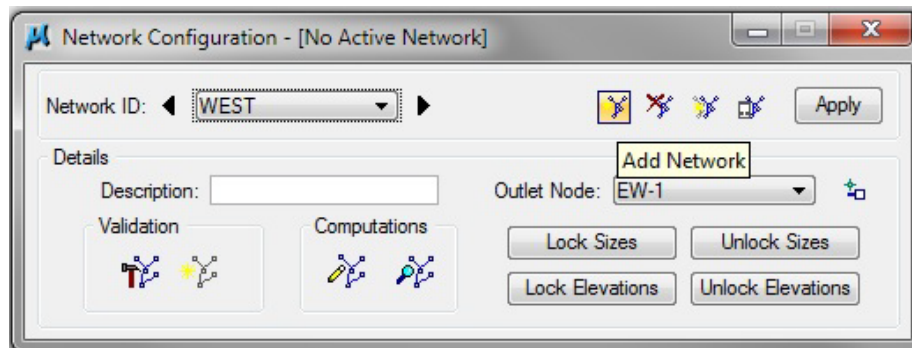 Network Configuration - [No Active Network]
Network ID: WEST Apply
Add Network
Details
Description: Outlet Node: EW-1
Validation Computations
Lock Sizes Unlock Sizes
Lock Elevations Unlock Elevations